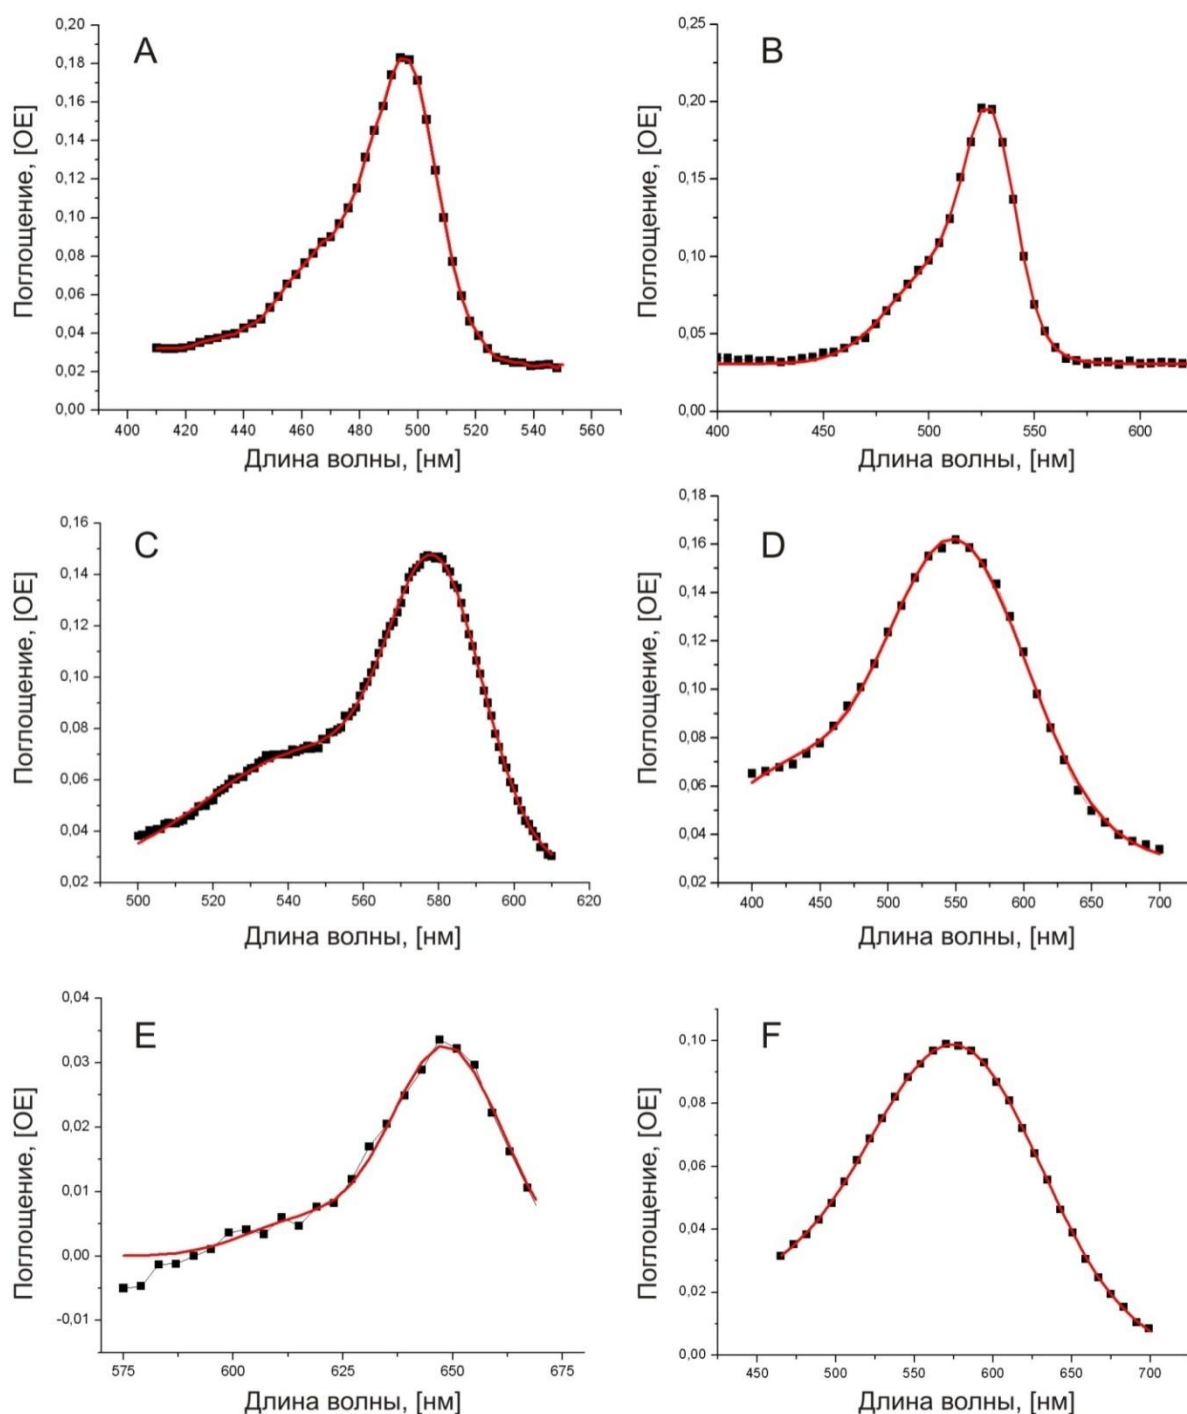 A
Поглощение, [ОЕ]
0,20
0,18
0,16
0,14
0,12
0,10
0,08
0,06
0,04
0,02
0,00
400 420 440 460 480 500 520 540 560
Длина волны, [нм]
B
Поглощение, [ОЕ]
0,25
0,20
0,15
0,10
0,05
0,00
400 450 500 550 600
Длина волны, [нм]
C
Поглощение, [ОЕ]
0,16
0,14
0,12
0,10
0,08
0,06
0,04
0,02
500 520 540 560 580 600 620
Длина волны, [нм]
D
Поглощение, [ОЕ]
0,18
0,16
0,14
0,12
0,10
0,08
0,06
0,04
0,02
400 450 500 550 600 650 700
Длина волны, [нм]
E
Поглощение, [ОЕ]
0,04
0,03
0,02
0,01
0,00
-0,01
575 600 625 650 675
Длина волны, [нм]
F
Поглощение, [ОЕ]
0,10
0,08
0,06
0,04
0,02
0,00
450 500 550 600 650 700
Длина волны, [нм]